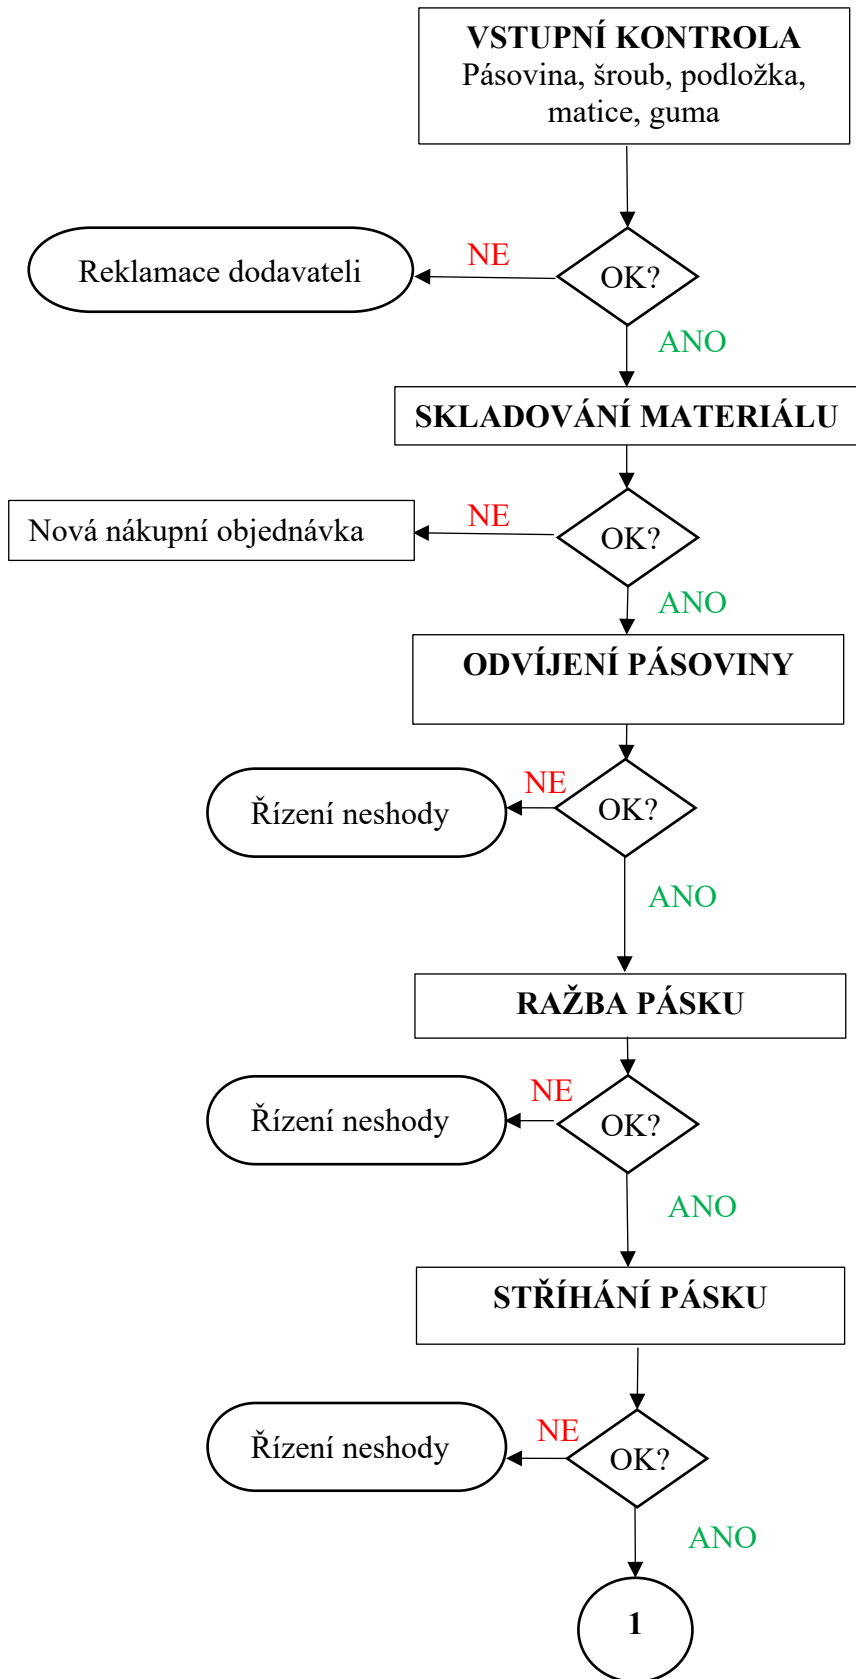 VSTUPNÍ KONTROLA
Pásovina, šroub, podložka,
matice, guma
NE
Reklamace dodavateli
OK?
ANO
SKLADOVÁNÍ MATERIÁLU
NE
Nová nákupní objednávka
OK?
ANO
ODVÍJENÍ PÁSOVINY
NE
Řízení neshody
OK?
ANO
RAŽBA PÁSKU
NE
Řízení neshody
OK?
ANO
STŘÍHÁNÍ PÁSKU
NE
Řízení neshody
OK?
ANO
1